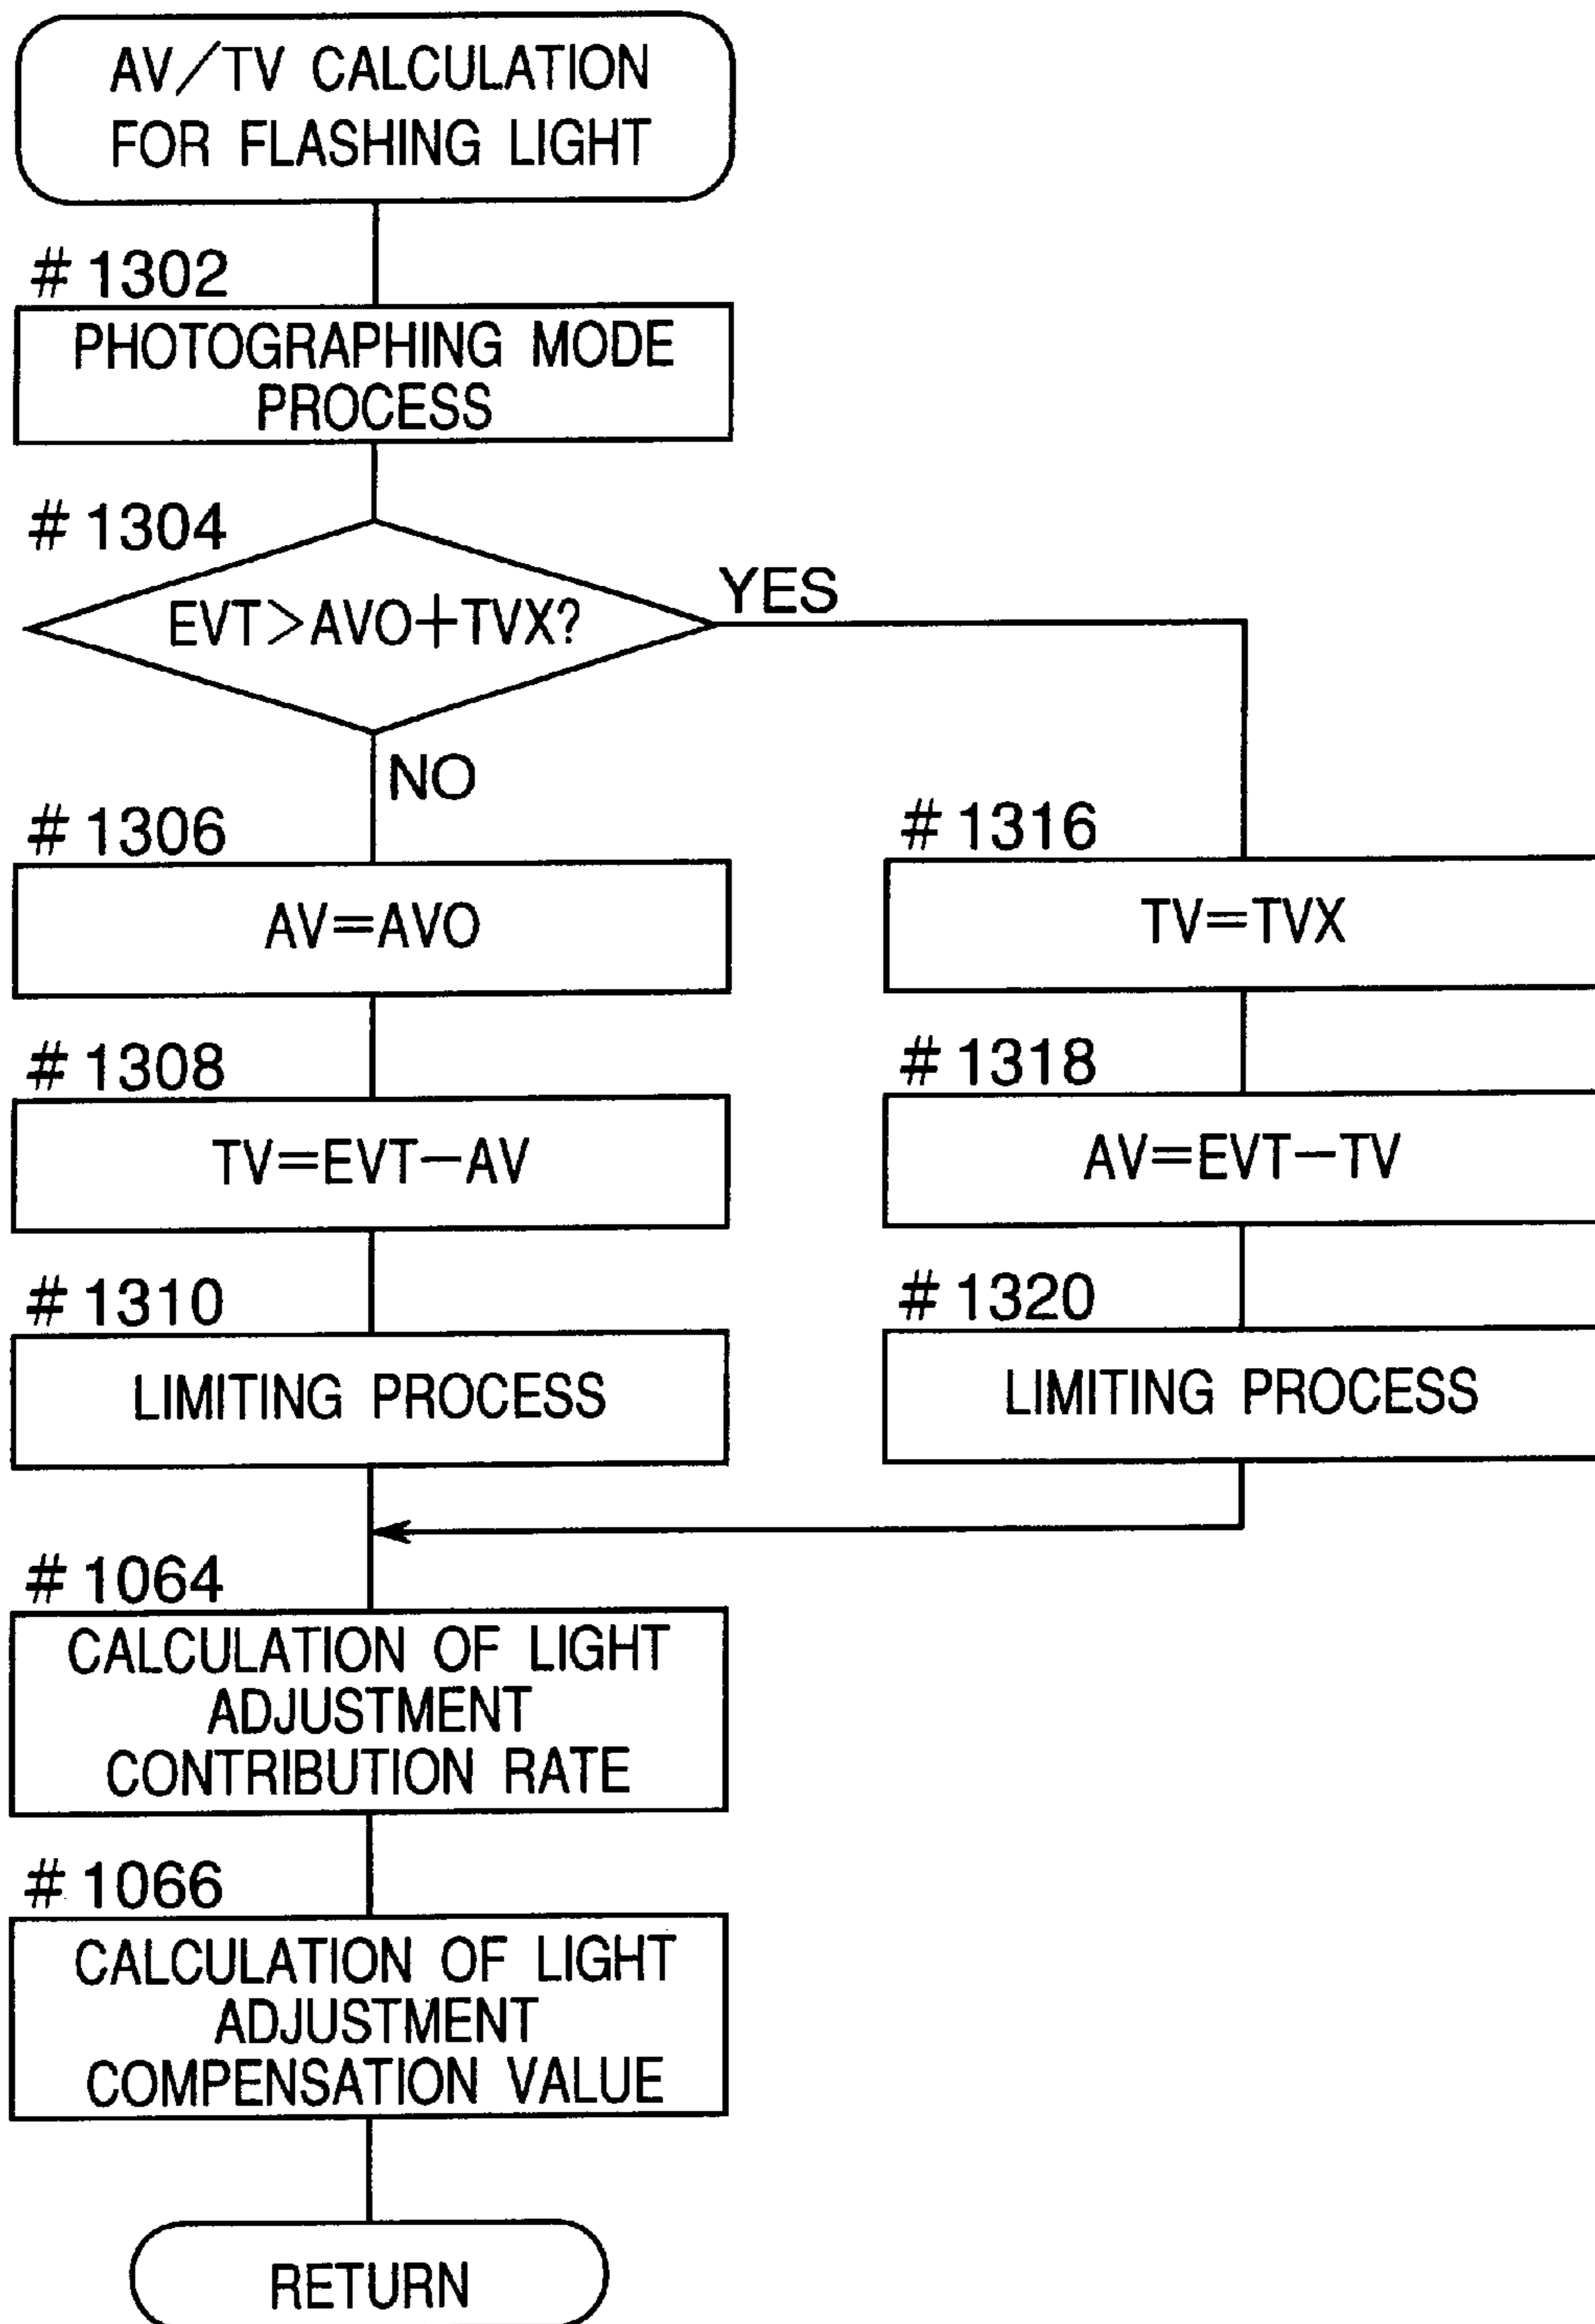 AV/TV CALCULATION
FOR FLASHING LIGHT
#1302
PHOTOGRAPHING MODE
PROCESS
#1304
EVT>AVO+TVX?
YES
NO
#1306
AV=AVO
#1308
TV=EVT-AV
#1310
LIMITING PROCESS
#1316
TV=TVX
#1318
AV=EVT-TV
#1320
LIMITING PROCESS
#1064
CALCULATION OF LIGHT
ADJUSTMENT
CONTRIBUTION RATE
#1066
CALCULATION OF LIGHT
ADJUSTMENT
COMPENSATION VALUE
RETURN